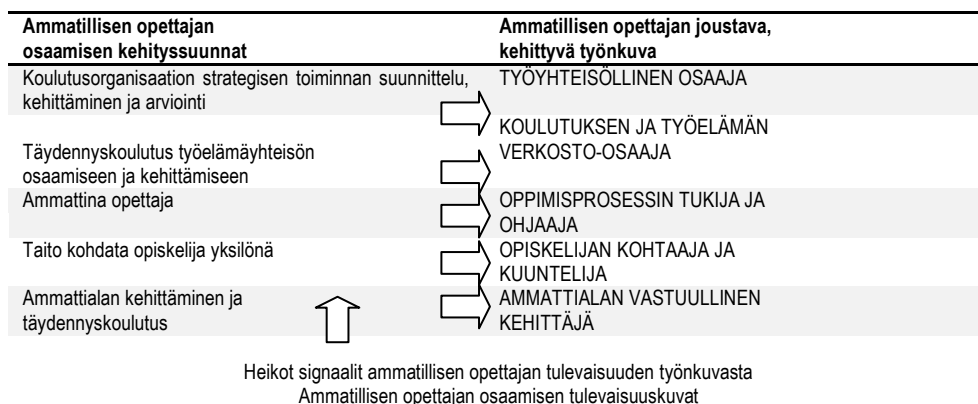 Ammatillisen opettajan
osaamisen kehityssuunnat
Ammatillisen opettajan joustava,
kehittyvä työnkuva
Koulutusorganisaation strategisen toiminnan suunnittelu,
kehittäminen ja arviointi
TYÖYHTEISÖLLINEN OSAAJA
Täydennyskoulutus työelämäyhteisön
osaamiseen ja kehittämiseen
KOULUTUKSEN JA TYÖELÄMÄN
VERKOSTO-OSAAJA
Ammattina opettaja
OPPIMISPROSESSIN TUKIJA JA
OHJAAJA
Taito kohdata opiskelija yksilönä
OPISKELIJAN KOHTAAJA JA
KUUNTELIJA
Ammattialan kehittäminen ja
täydennyskoulutus
AMMATTIALAN VASTUULLINEN
KEHITTÄJÄ
Heikot signaalit ammatillisen opettajan tulevaisuuden työnkuvasta
Ammatillisen opettajan osaamisen tulevaisuuskuvat